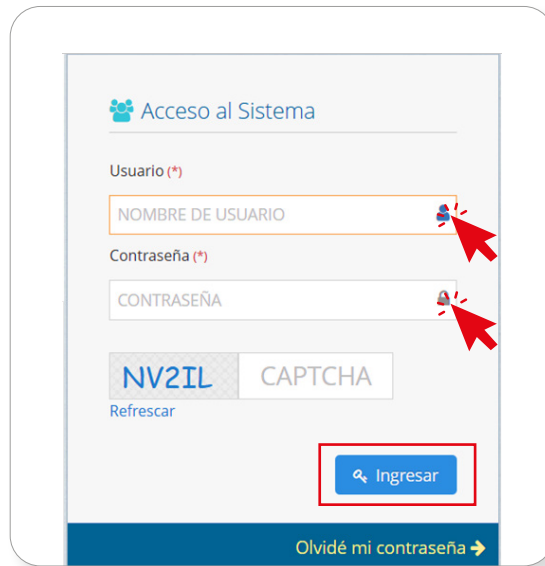 Acceso al Sistema
Usuario (*)
NOMBRE DE USUARIO
Contraseña (*)
CONTRASEÑA
NV2IL CAPTCHA
Refrescar
Ingresar
Olvidé mi contraseña